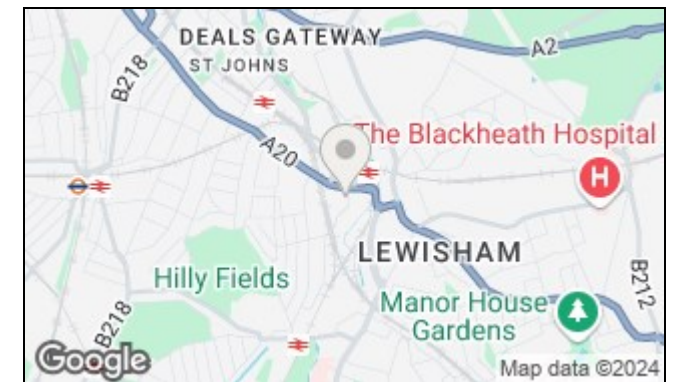 DEALS GATEWAY
A2
ST JOHNS
B218
A20
The Blackheath Hospital
H
LEWISHAM
Hilly Fields
B212
Manor House
Gardens
B218
Google
Map data ©2024